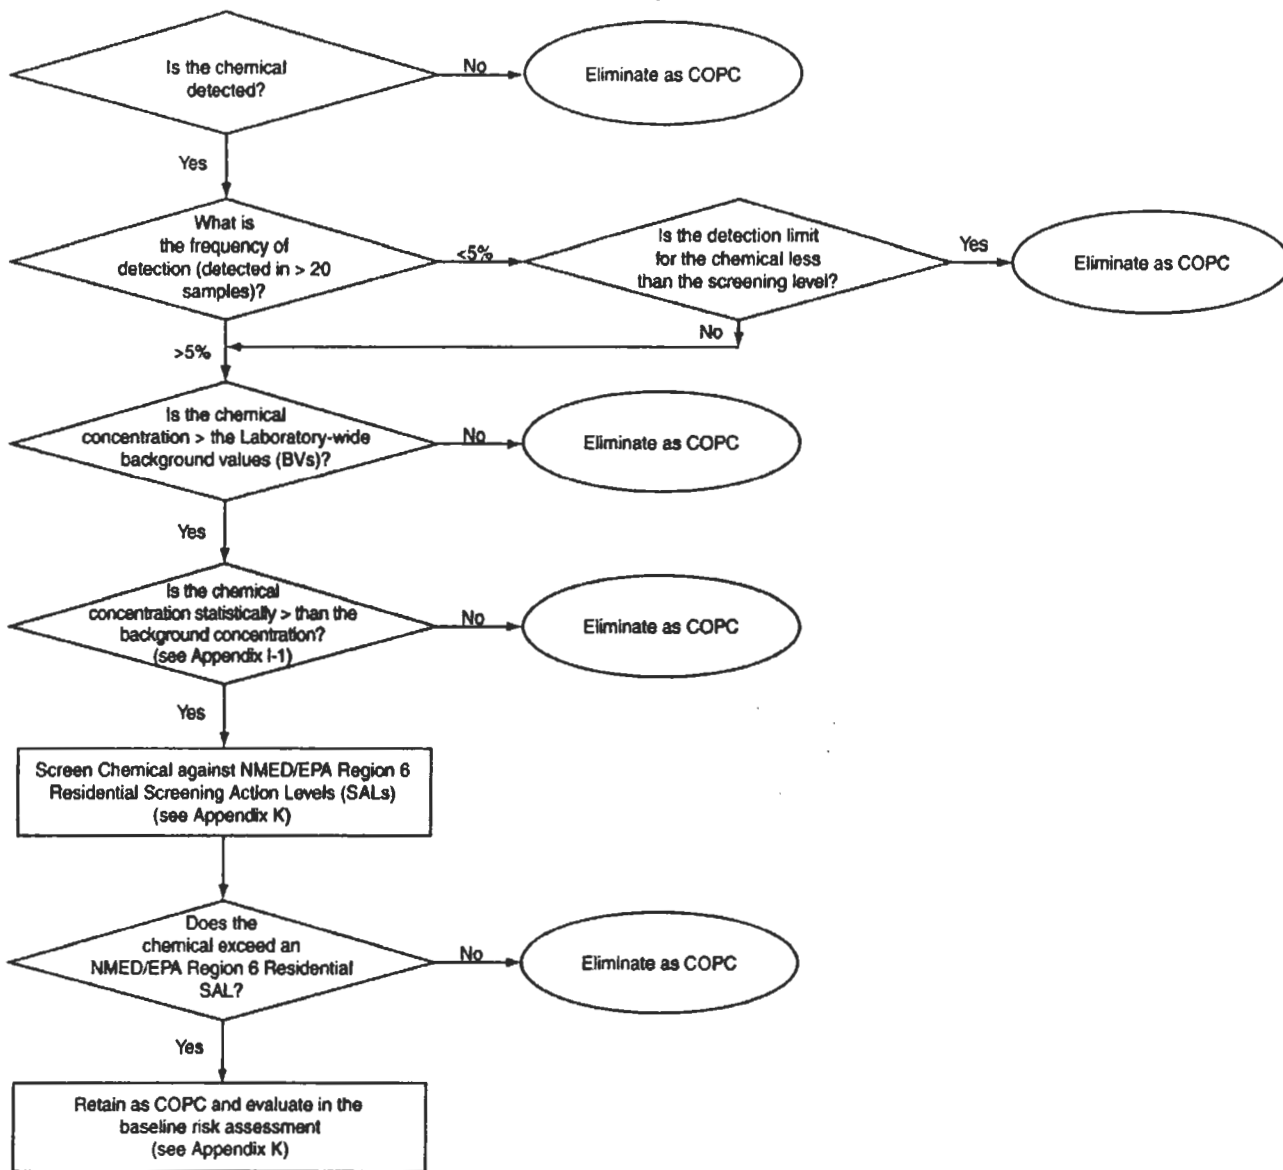 Is the chemical
detected?
No
Eliminate as COPC
Yes
What is
the frequency of
detection (detected in > 20
samples)?
<5%
Is the detection limit
for the chemical less
than the screening level?
Yes
Eliminate as COPC
No
>5%
Is the chemical
concentration > the Laboratory-wide
background values (BVs)?
No
Eliminate as COPC
Yes
Is the chemical
concentration statistically > than the
background concentration?
(see Appendix I-1)
No
Eliminate as COPC
Yes
Screen Chemical against NMED/EPA Region 6
Residential Screening Action Levels (SALs)
(see Appendix K)
Does the
chemical exceed an
NMED/EPA Region 6 Residential
SAL?
No
Eliminate as COPC
Yes
Retain as COPC and evaluate in the
baseline risk assessment
(see Appendix K)